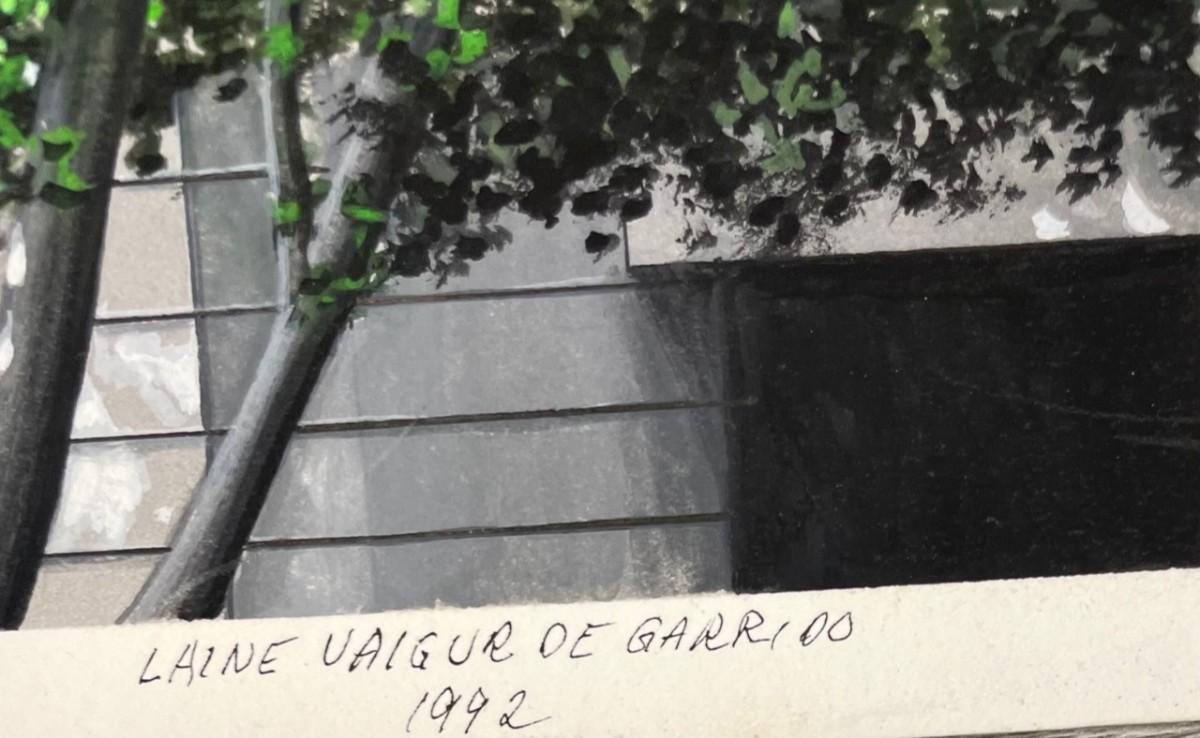 LAINE VAIGUR DE GARRIDO
1992